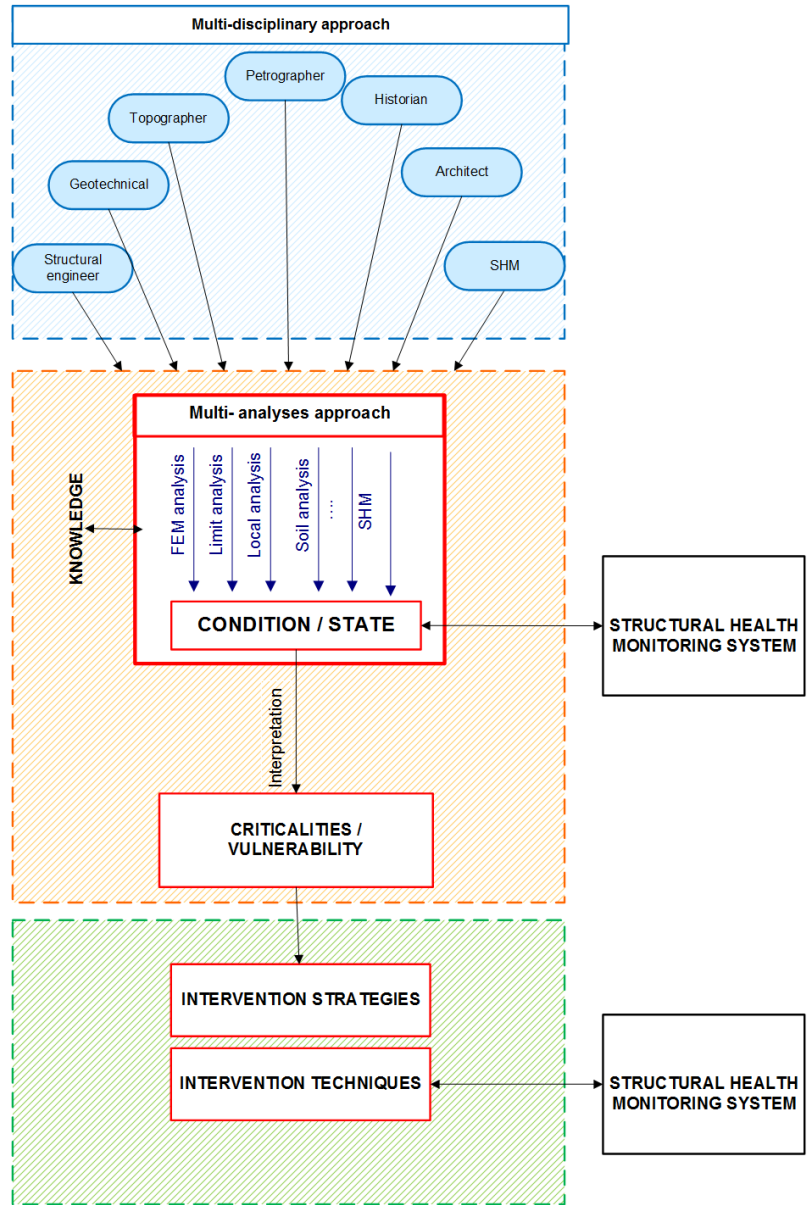 Multi-disciplinary approach
Petrographer
Historian
Topographer
Architect
Geotechnical
Structural
engineer
SHM
Multi- analyses approach
KNOWLEDGE
FEM analysis
Limit analysis
Local analysis
Soil analysis
....
SHM
CONDITION / STATE
STRUCTURAL HEALTH
MONITORING SYSTEM
Interpretation
CRITICALITIES /
VULNERABILITY
INTERVENTION STRATEGIES
INTERVENTION TECHNIQUES
STRUCTURAL HEALTH
MONITORING SYSTEM